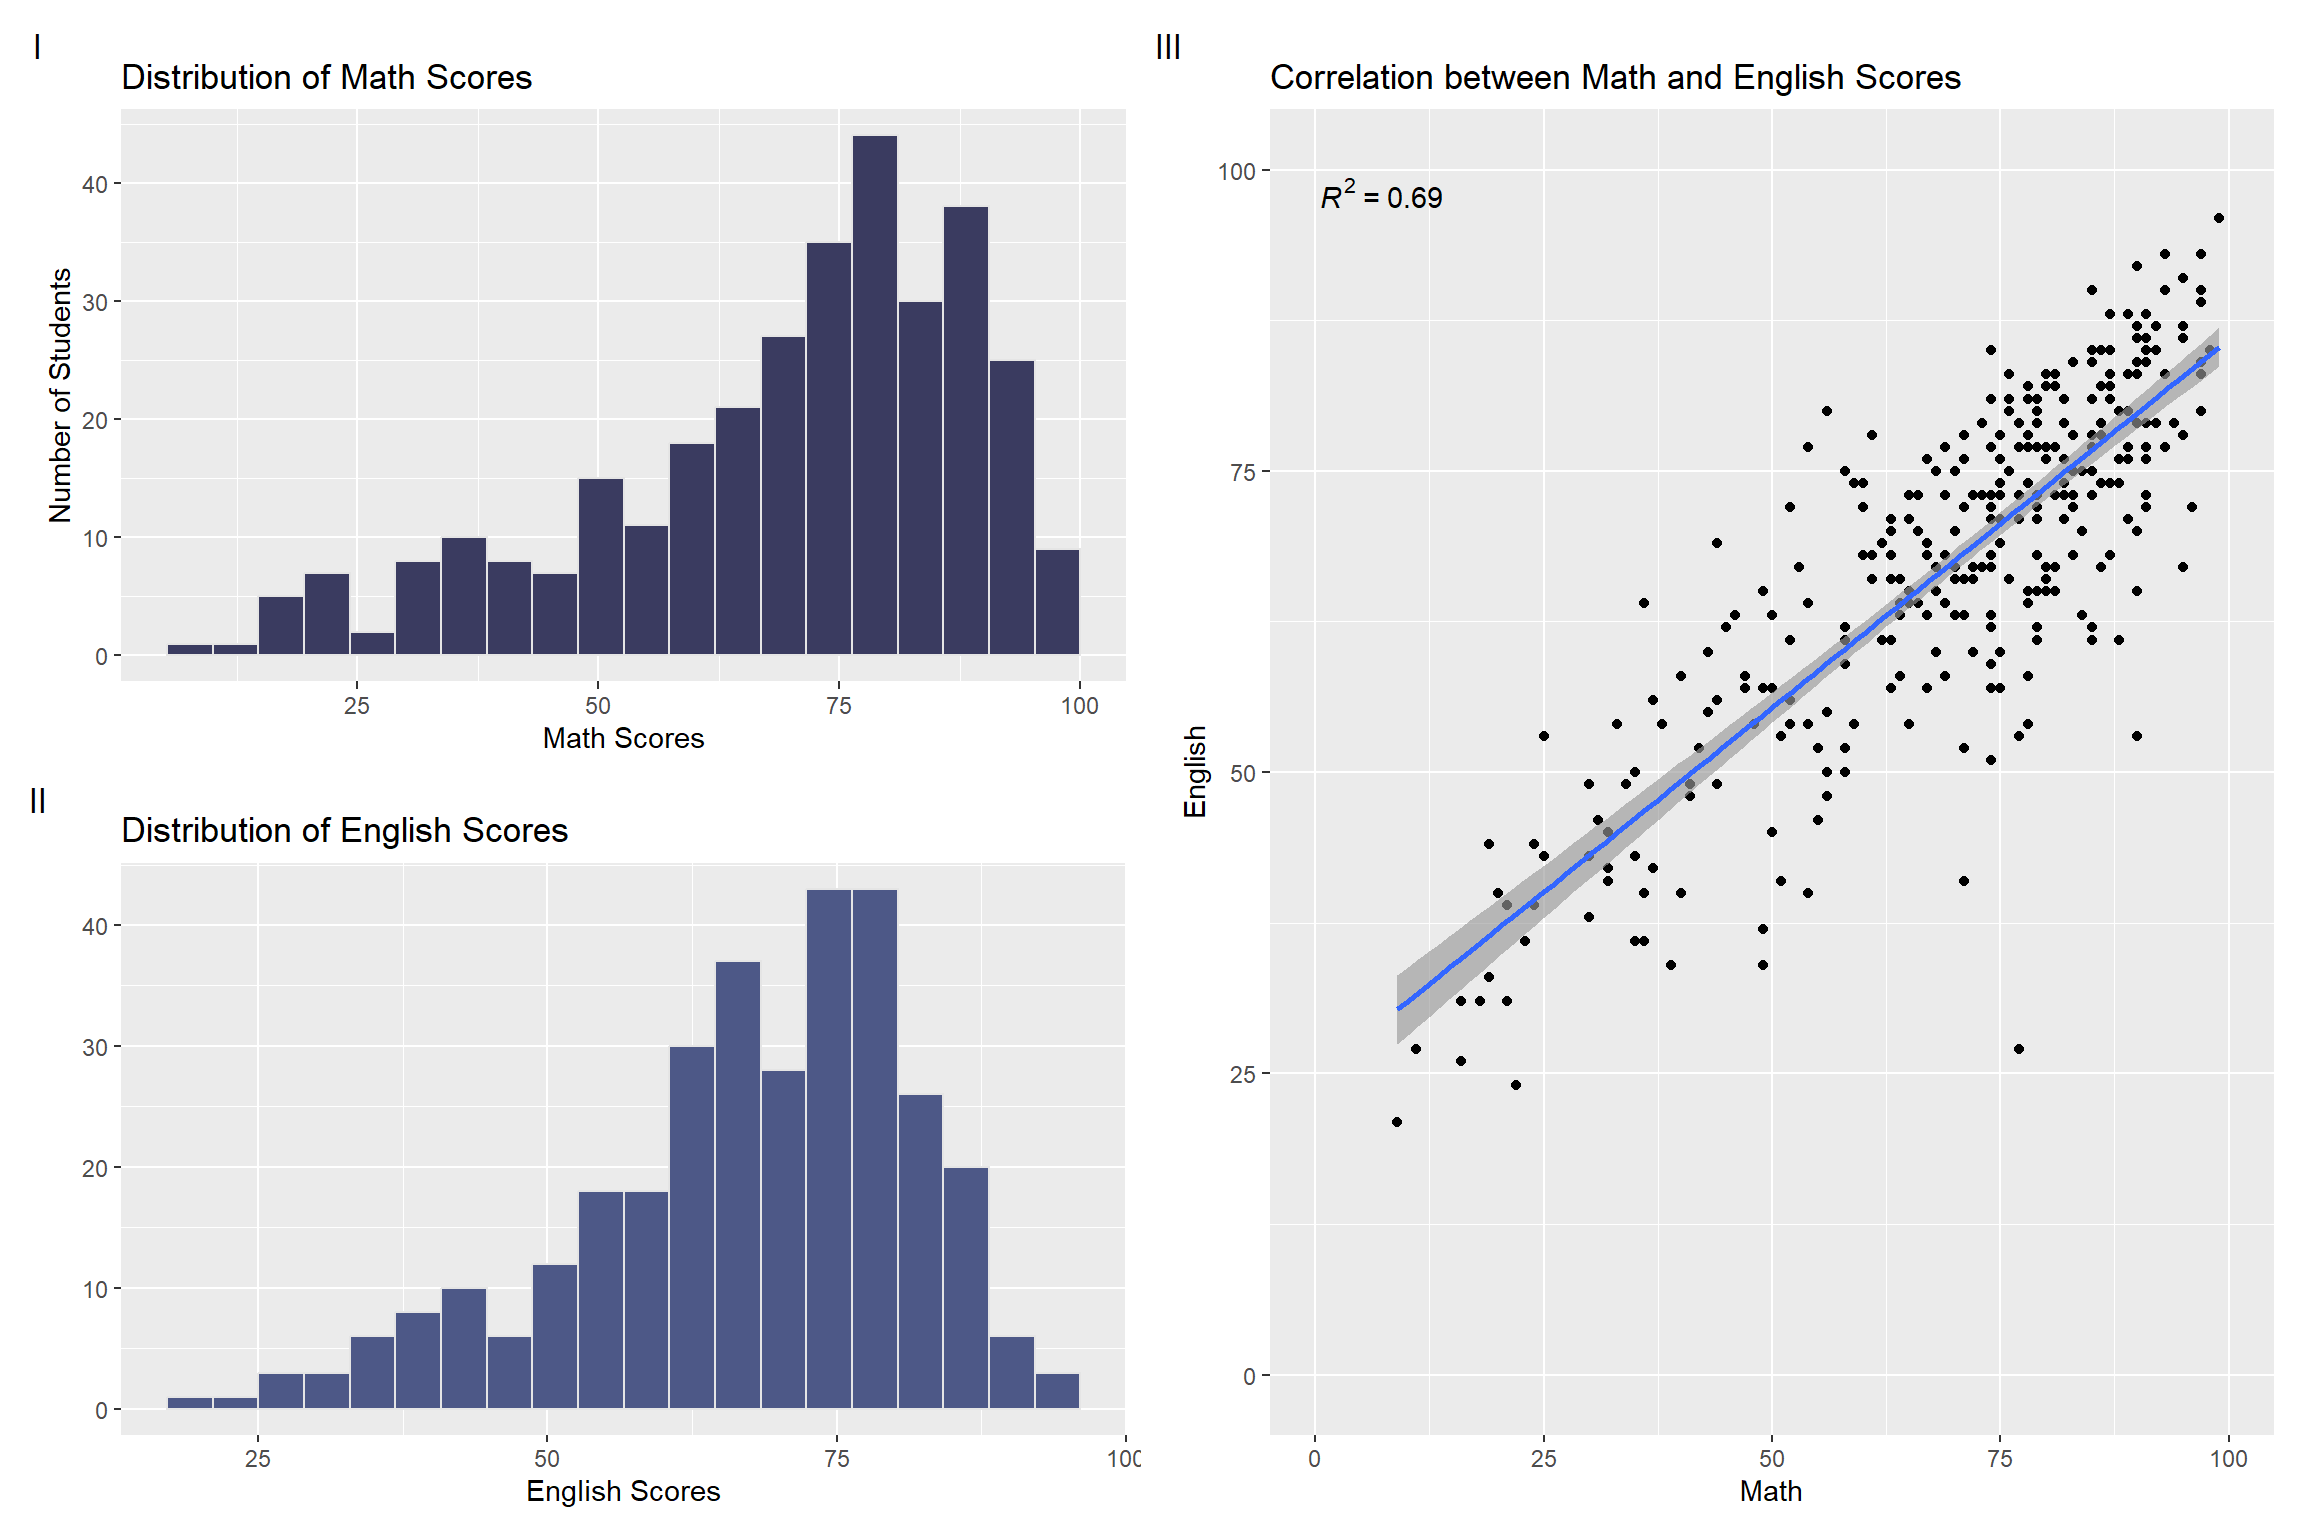 I
Distribution of Math Scores
Number of Students
40
30
20
10
0
25 50 75 100
Math Scores
II
Distribution of English Scores
40
30
20
10
0
25 50 75 100
English Scores
III
Correlation between Math and English Scores
R² = 0.69
English
100
75
50
25
0
0 25 50 75 100
Math